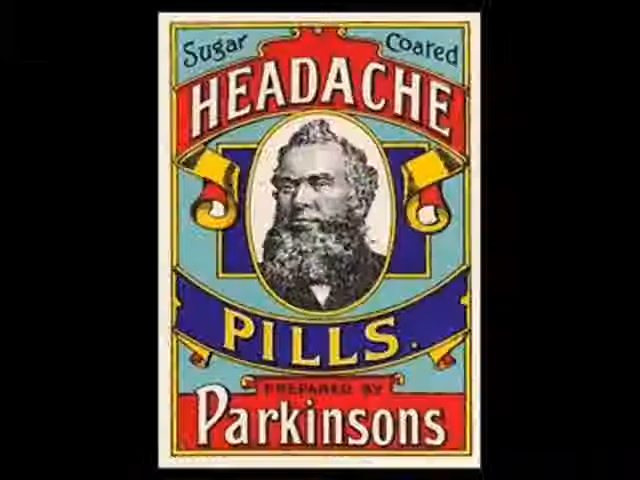 Sugar Coated
HEADACHE
PILLS.
PREPARED BY
Parkinsons